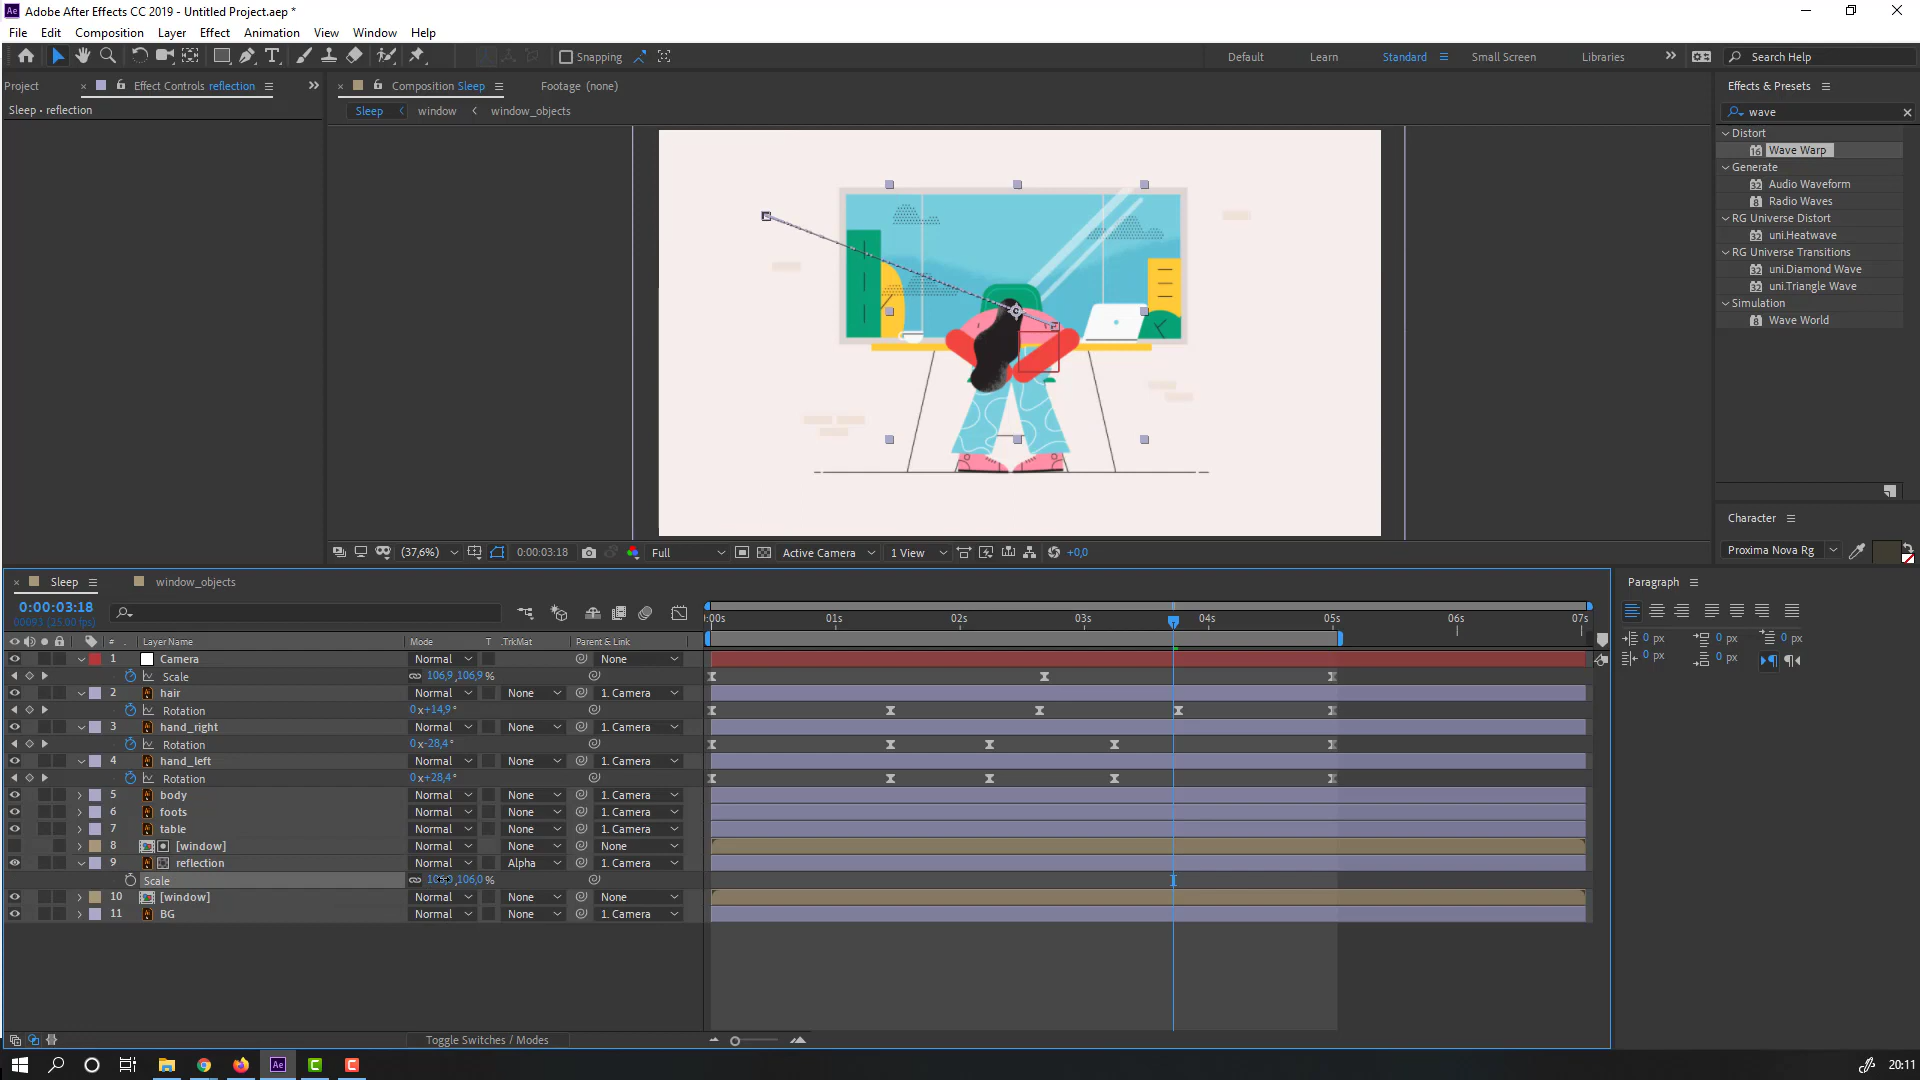 Adobe After Effects CC 2019 - Untitled Project.aep *
File Edit Composition Layer Effect Animation View Window Help
Snapping Default Learn Standard Small Screen Libraries Search Help
Project Effect Controls reflection Composition Sleep Footage (none) Effects & Presets
Sleep • reflection Sleep window window_objects wave
Distort
Wave Warp
Generate
Audio Waveform
Radio Waves
RG Universe Distort
uni.Heatwave
RG Universe Transitions
uni.Diamond Wave
uni.Triangle Wave
Simulation
Wave World
Character
Proxima Nova Rg
(37,6%) 0:00:03:18 Full Active Camera 1 View +0,0
Sleep window_objects Paragraph
0:00:03:18
00093 (25.00 fps)
:00s 01s 02s 03s 04s 05s 06s 07s
0 px 0 px 0 px
0 px 0 px
# Layer Name Mode T .TrkMat Parent & Link
1 Camera Normal None
Scale 106,9,106,9%
2 hair Normal None 1. Camera
Rotation 0x+14,9°
3 hand_right Normal None 1. Camera
Rotation 0x-28,4°
4 hand_left Normal None 1. Camera
Rotation 0x+28,4°
5 body Normal None 1. Camera
6 foots Normal None 1. Camera
7 table Normal None 1. Camera
8 [window] Normal None None
9 reflection Normal Alpha 1. Camera
Scale 106,0%
10 [window] Normal None None
11 BG Normal None 1. Camera
Toggle Switches / Modes
20:11